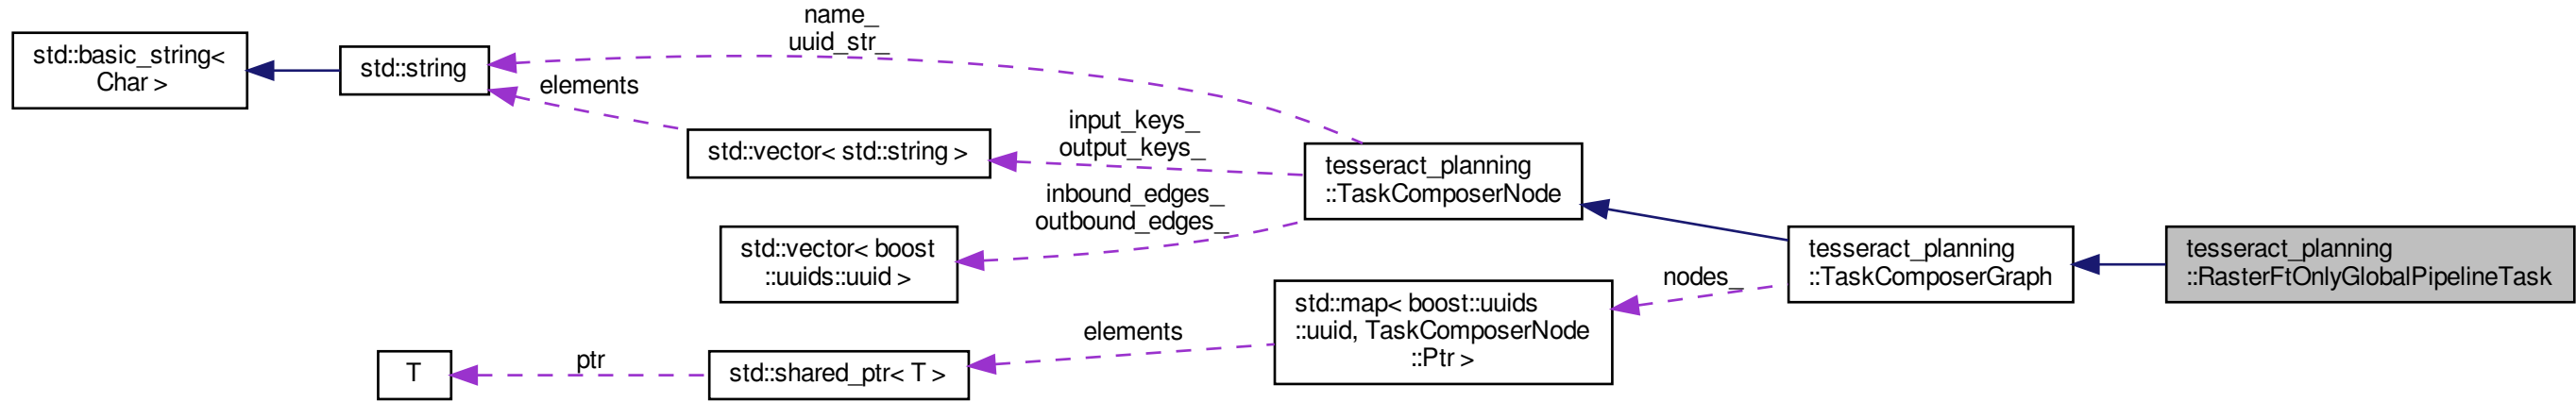 std::basic_string<
Char >
std::string
name_
uuid_str_
elements
std::vector< std::string >
input_keys_
output_keys_
inbound_edges_
outbound_edges_
std::vector< boost
::uuids::uuid >
tesseract_planning
::TaskComposerNode
tesseract_planning
::TaskComposerGraph
tesseract_planning
::RasterFtOnlyGlobalPipelineTask
nodes_
std::map< boost::uuids
::uuid, TaskComposerNode
::Ptr >
elements
std::shared_ptr< T >
ptr
T